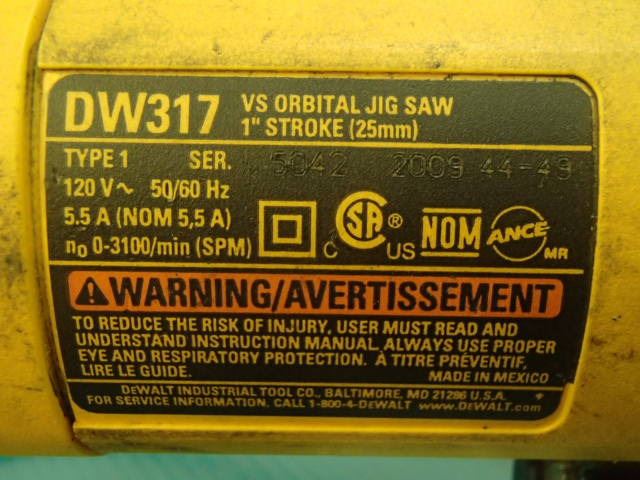 DW317 VS ORBITAL JIG SAW
1" STROKE (25mm)
TYPE 1 SER. 5042 2009 44-49
120 V~ 50/60 Hz
5.5 A (NOM 5,5 A)
n₀ 0-3100/min (SPM)
C SA ® US NOM ANCE MR
WARNING/AVERTISSEMENT
TO REDUCE THE RISK OF INJURY, USER MUST READ AND
UNDERSTAND INSTRUCTION MANUAL. ALWAYS USE PROPER
EYE AND RESPIRATORY PROTECTION. À TITRE PRÉVENTIF,
LIRE LE GUIDE. MADE IN MEXICO
DEWALT INDUSTRIAL TOOL CO., BALTIMORE, MD 21286 U.S.A.
FOR SERVICE INFORMATION, CALL 1-800-4-DEWALT www.DEWALT.com